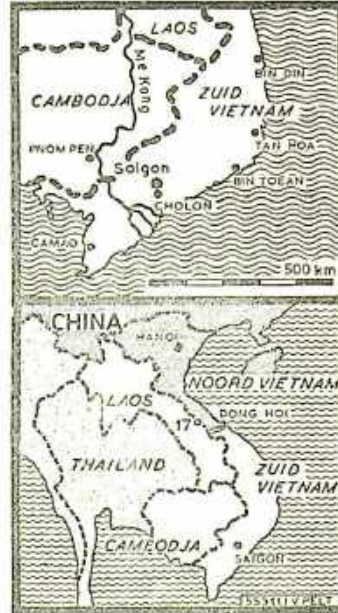 LAOS
Me Kong
BIN DIN
CAMBODJA
ZUID
VIETNAM
PNOM PEN
TAN HOA
Saigon
BIN TOEAN
CHOLON
CAMAO
500 km
CHINA
HANOI
NOORD VIETNAM
LAOS
DONG HOI
17°
THAILAND
ZUID
VIETNAM
CAMBODJA
SAIGON
V. PELT